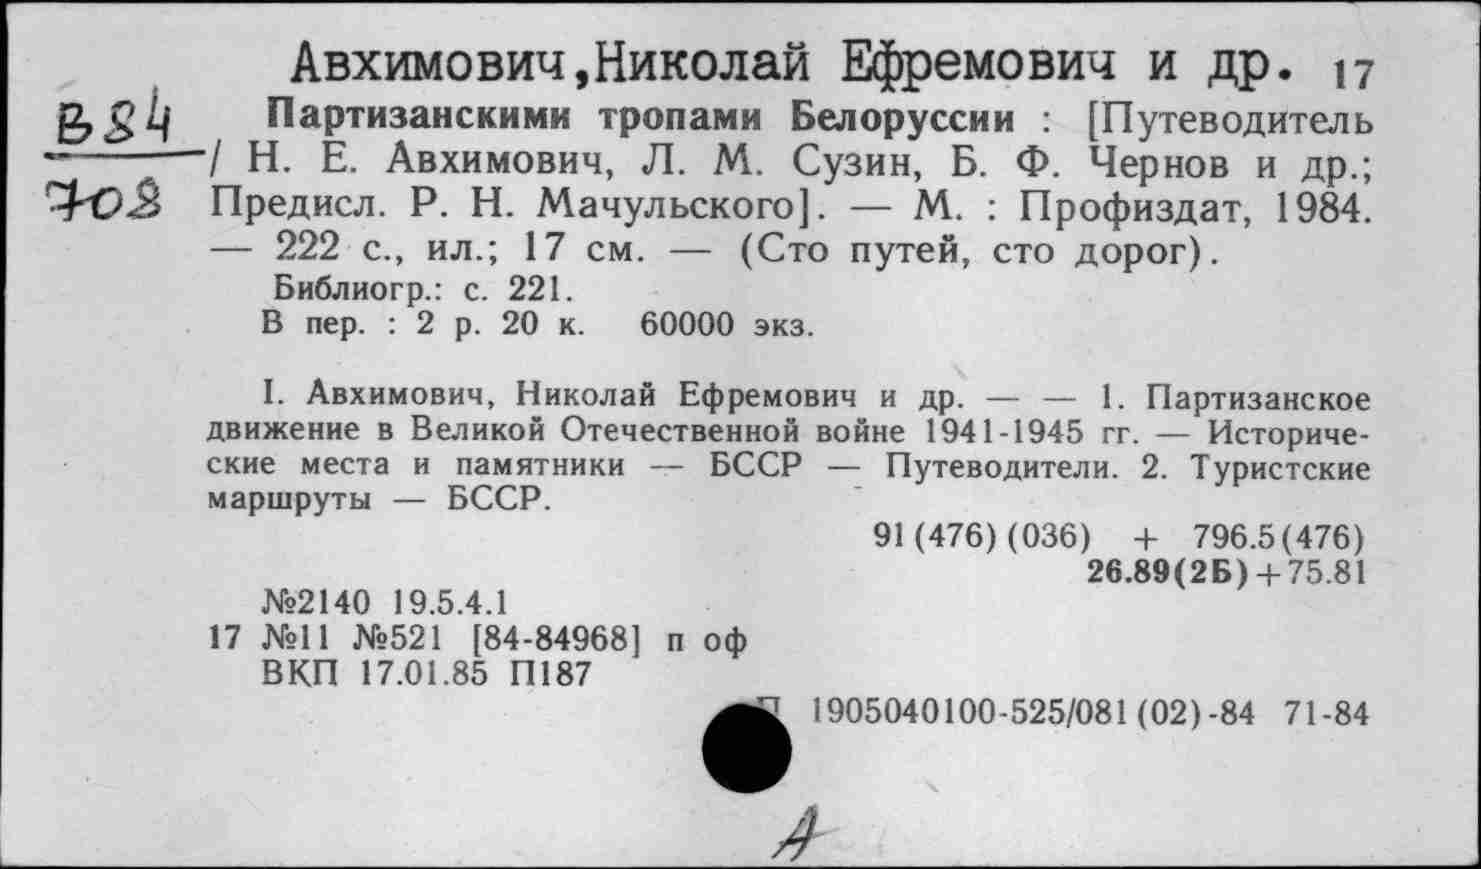 Авхимович,Николай Ефремович и др. 17
В84
Партизанскими тропами Белоруссии : [Путеводитель
/ Н. Е. Авхимович, Л. М. Сузин, Б. Ф. Чернов и др.;
Предисл. Р. Н. Мачульского]. — М. : Профиздат, 1984.
— 222 с., ил.; 17 см. — (Сто путей, сто дорог).
Библиогр.: с. 221.
В пер. : 2 р. 20 к. 60000 экз.
I. Авхимович, Николай Ефремович и др. — — 1. Партизанское
движение в Великой Отечественной войне 1941-1945 гг. — Историче-
ские места и памятники — БССР — Путеводители. 2. Туристские
маршруты — БССР.
91(476)(036) + 796.5(476)
26.89(2Б)+75.81
№2140 19.5.4.1
17 №11 №521 [84-84968] п оф
ВКП 17.01.85 П187
П 1905040100-525/081(02)-84 71-84
А